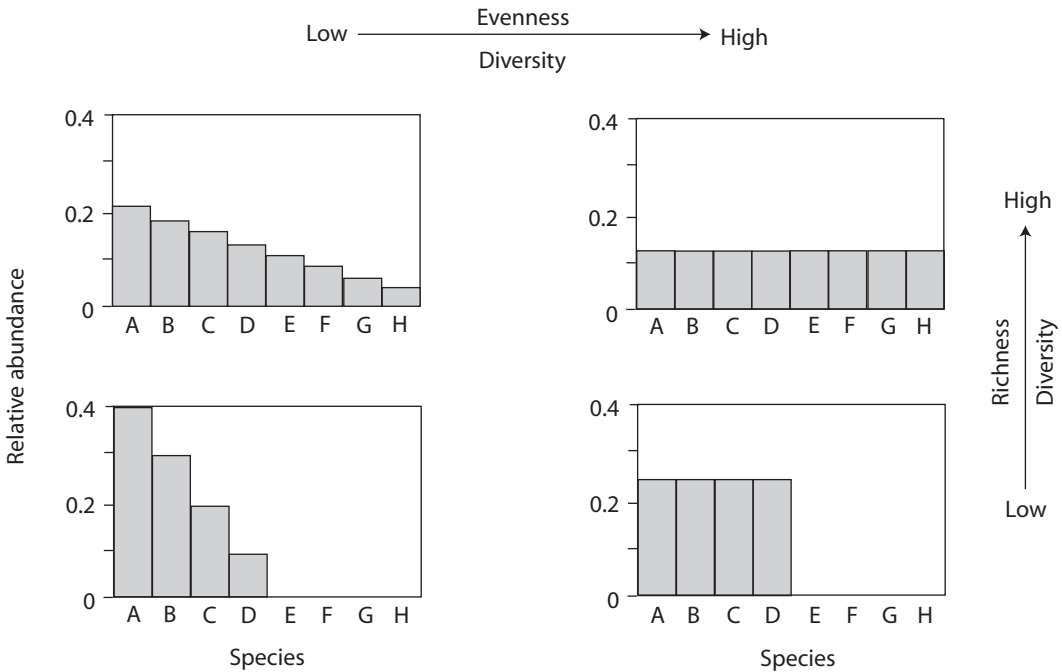 Evenness
Low
High
Diversity
0.4
0.2
0
A B C D E F G H
0.4
0.2
0
A B C D E F G H
High
Richness
Diversity
Low
Relative abundance
0.4
0.2
0
A B C D E F G H
Species
0.4
0.2
0
A B C D E F G H
Species